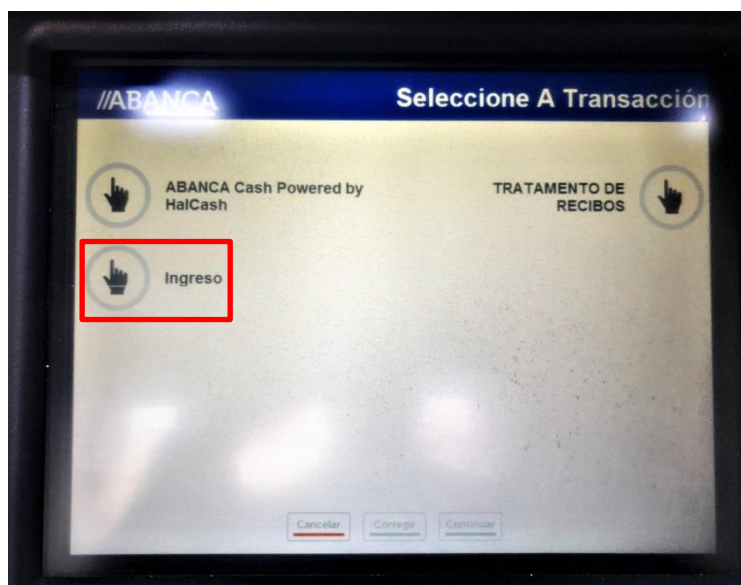 //ABANCA
Seleccione A Transacción
ABANCA Cash Powered by
HalCash
TRATAMENTO DE
RECIBOS
Ingreso
Cancelar
Corregir
Continuar